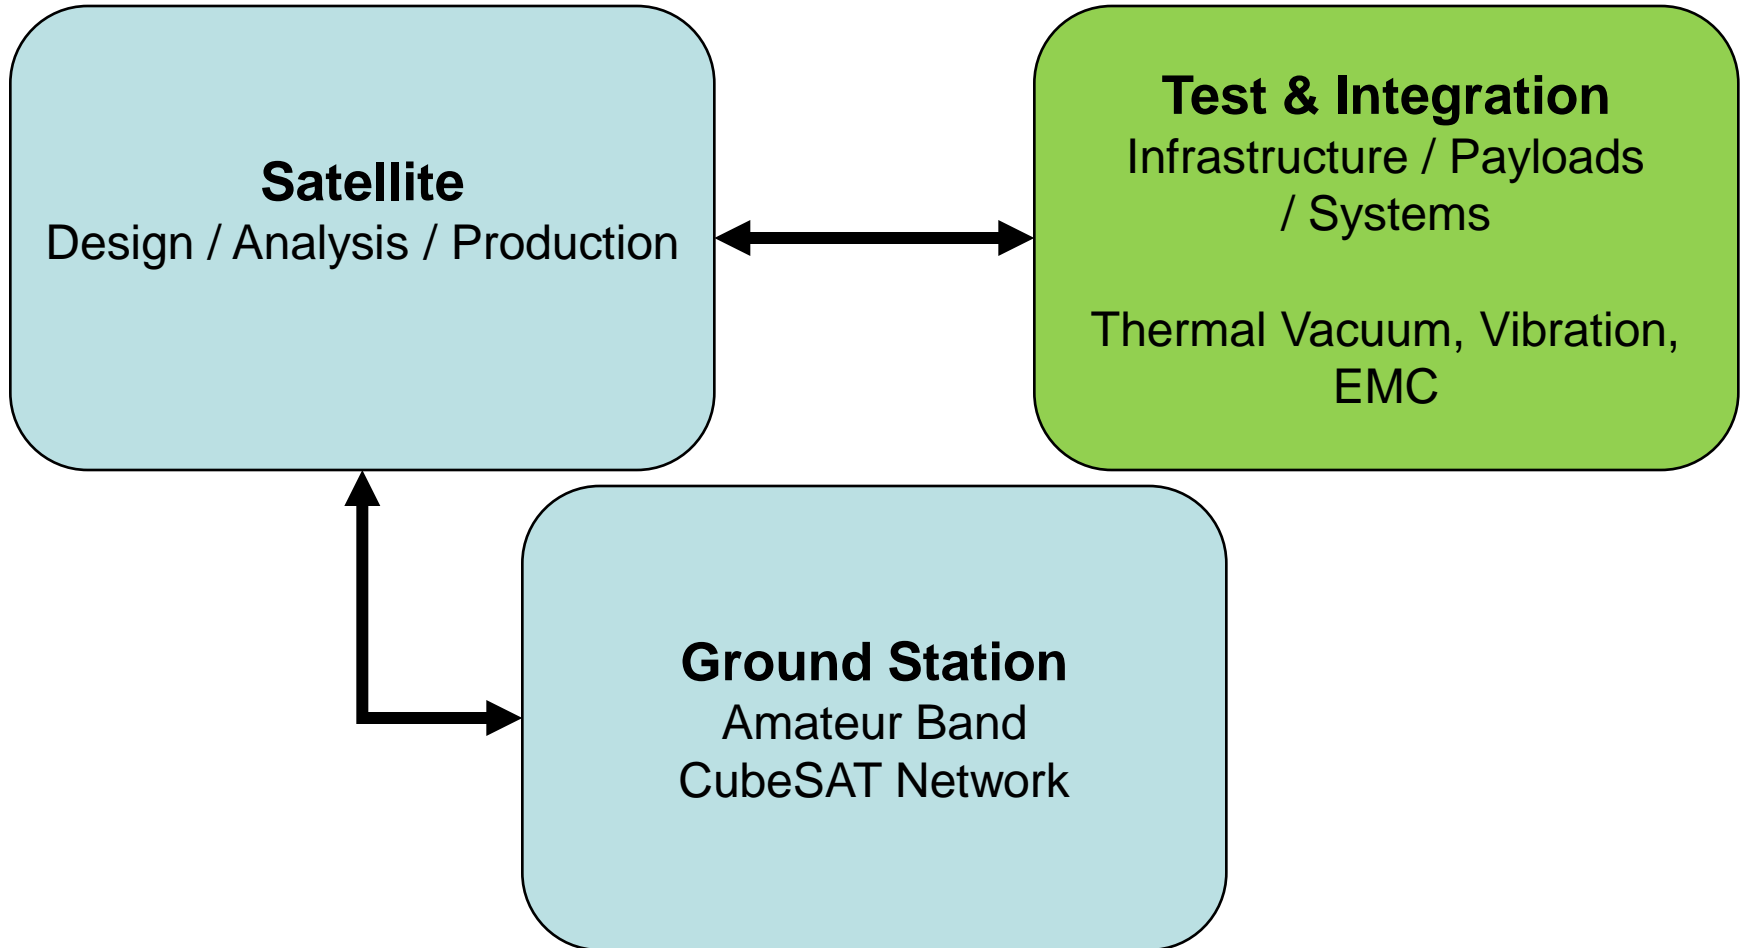 Satellite
Design / Analysis / Production
Test & Integration
Infrastructure / Payloads
/ Systems
Thermal Vacuum, Vibration,
EMC
Ground Station
Amateur Band
CubeSAT Network